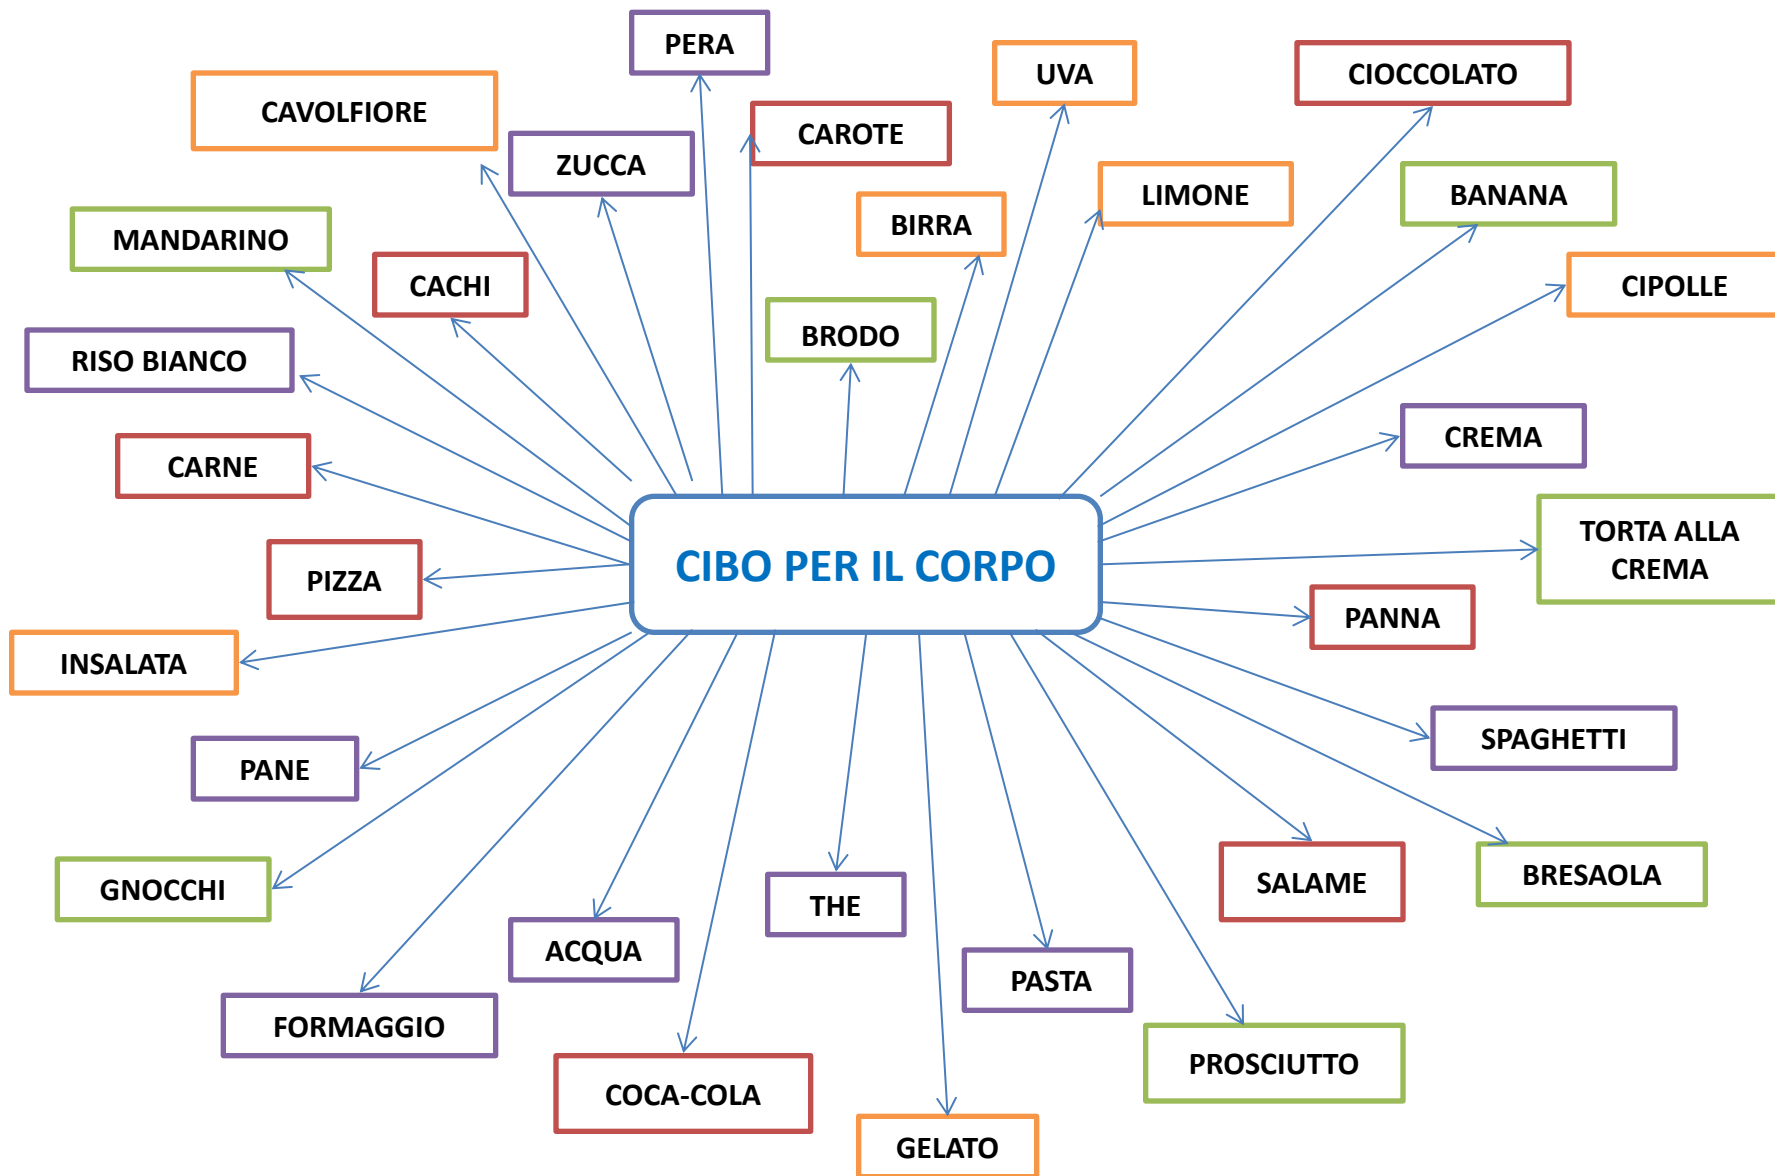 PERA
UVA
CIOCCOLATO
CAVOLFIORE
CAROTE
ZUCCA
LIMONE
BANANA
BIRRA
MANDARINO
CACHI
CIPOLLE
BRODO
RISO BIANCO
CREMA
CARNE
TORTA ALLA
CREMA
CIBO PER IL CORPO
PIZZA
PANNA
INSALATA
SPAGHETTI
PANE
BRESAOLA
SALAME
GNOCCHI
THE
ACQUA
PASTA
FORMAGGIO
PROSCIUTTO
COCA-COLA
GELATO